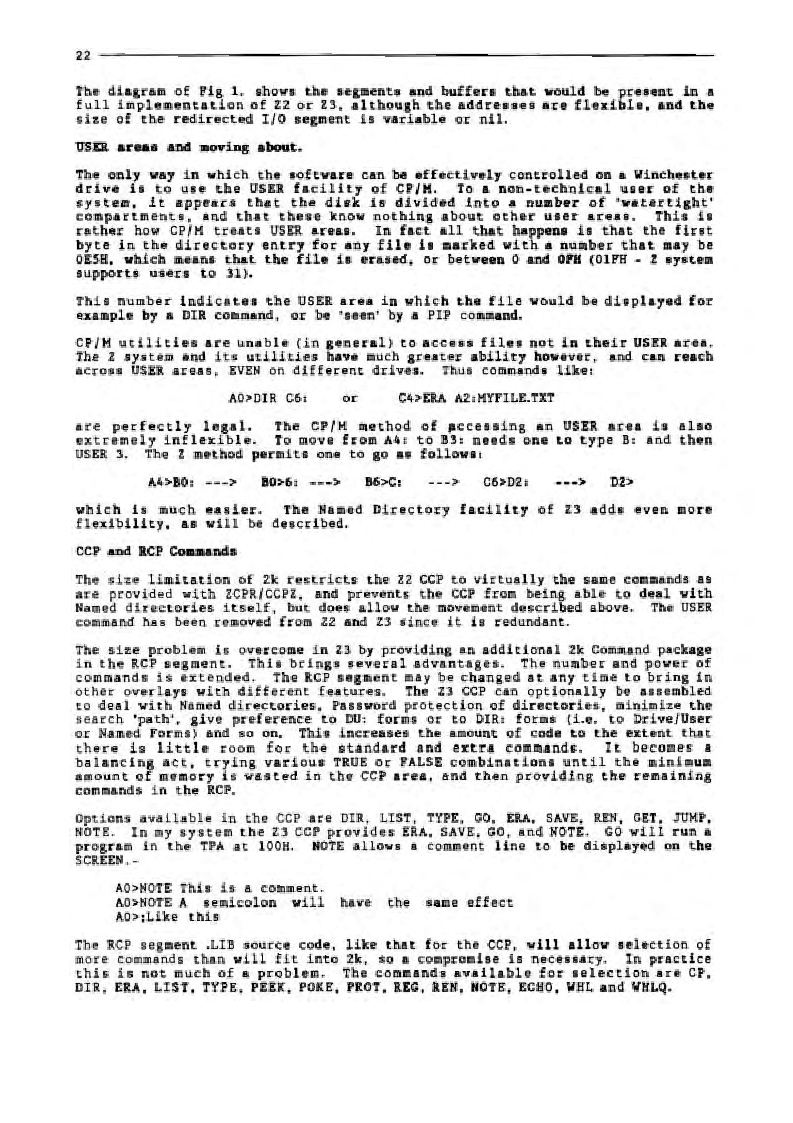 22
The diagram of Fig 1. shows the segments and buffers that would be present in a
full implementation of Z2 or Z3, although the addresses are flexible, and the
size of the redirected I/O segment is variable or nil.
USER areas and moving about.
The only way in which the software can be effectively controlled on a Winchester
drive is to use the USER facility of CP/M. To a non-technical user of the
system, it appears that the disk is divided into a number of 'watertight'
compartments, and that these know nothing about other user areas. This is
rather how CP/M treats USER areas. In fact all that happens is that the first
byte in the directory entry for any file is marked with a number that may be
0E5H, which means that the file is erased, or between 0 and 0FH (01FH - Z system
supports users to 31).
This number indicates the USER area in which the file would be displayed for
example by a DIR command, or be 'seen' by a PIP command.
CP/M utilities are unable (in general) to access files not in their USER area.
The Z system and its utilities have much greater ability however, and can reach
across USER areas, EVEN on different drives. Thus commands like:
A0>DIR C6: or C4>ERA A2:MYFILE.TXT
are perfectly legal. The CP/M method of accessing an USER area is also
extremely inflexible. To move from A4: to B3: needs one to type B: and then
USER 3. The Z method permits one to go as follows:
A4>B0: ---> B0>6: ---> B6>C: ---> C6>D2: ---> D2>
which is much easier. The Named Directory facility of Z3 adds even more
flexibility, as will be described.
CCP and RCP Commands
The size limitation of 2k restricts the Z2 CCP to virtually the same commands as
are provided with ZCPR/CCPZ, and prevents the CCP from being able to deal with
Named directories itself, but does allow the movement described above. The USER
command has been removed from Z2 and Z3 since it is redundant.
The size problem is overcome in Z3 by providing an additional 2k Command package
in the RCP segment. This brings several advantages. The number and power of
commands is extended. The RCP segment may be changed at any time to bring in
other overlays with different features. The Z3 CCP can optionally be assembled
to deal with Named directories, Password protection of directories, minimize the
search 'path', give preference to DU: forms or to DIR: forms (i.e. to Drive/User
or Named Forms) and so on. This increases the amount of code to the extent that
there is little room for the standard and extra commands. It becomes a
balancing act, trying various TRUE or FALSE combinations until the minimum
amount of memory is wasted in the CCP area, and then providing the remaining
commands in the RCP.
Options available in the CCP are DIR, LIST, TYPE, GO, ERA, SAVE, REN, GET, JUMP,
NOTE. In my system the Z3 CCP provides ERA, SAVE, GO, and NOTE. GO will run a
program in the TPA at 100H. NOTE allows a comment line to be displayed on the
SCREEN.-
A0>NOTE This is a comment.
A0>NOTE A semicolon will have the same effect
A0>;Like this
The RCP segment .LIB source code, like that for the CCP, will allow selection of
more commands than will fit into 2k, so a compromise is necessary. In practice
this is not much of a problem. The commands available for selection are CP,
DIR, ERA, LIST, TYPE, PEEK, POKE, PROT, REG, REN, NOTE, ECHO, WHL and WHLQ.